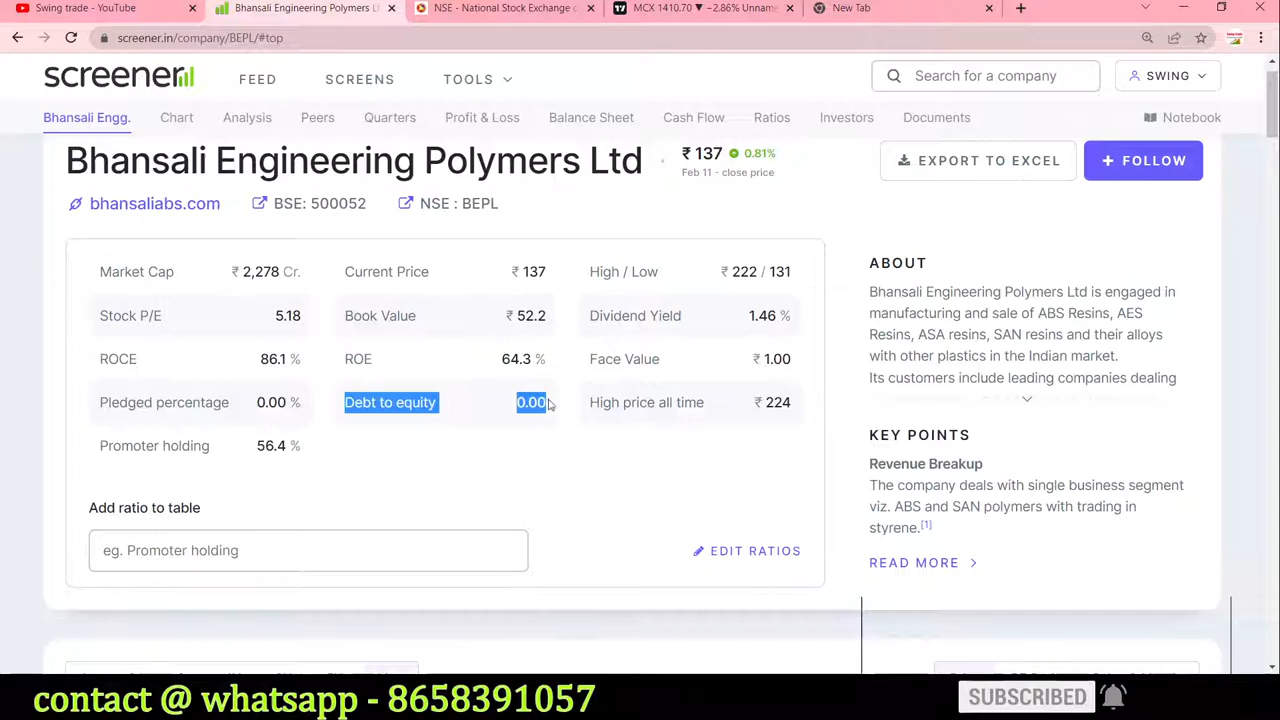 Swing trade - YouTube
Bhansali Engineering Polymers Lt
NSE - National Stock Exchange o
MCX 1410.70 ▼ −2.86% Unname
New Tab
screener.in/company/BEPL/#top
screener
FEED
SCREENS
TOOLS
Search for a company
SWING
Bhansali Engg.
Chart
Analysis
Peers
Quarters
Profit & Loss
Balance Sheet
Cash Flow
Ratios
Investors
Documents
Notebook
Bhansali Engineering Polymers Ltd
₹ 137 0.81%
Feb 11 - close price
EXPORT TO EXCEL
+ FOLLOW
bhansaliabs.com
BSE: 500052
NSE : BEPL
Market Cap ₹ 2,278 Cr.
Current Price ₹ 137
High / Low ₹ 222 / 131
Stock P/E 5.18
Book Value ₹ 52.2
Dividend Yield 1.46 %
ROCE 86.1 %
ROE 64.3 %
Face Value ₹ 1.00
Pledged percentage 0.00 %
Debt to equity 0.00
High price all time ₹ 224
Promoter holding 56.4 %
Add ratio to table
eg. Promoter holding
EDIT RATIOS
ABOUT
Bhansali Engineering Polymers Ltd is engaged in
manufacturing and sale of ABS Resins, AES
Resins, ASA resins, SAN resins and their alloys
with other plastics in the Indian market.
Its customers include leading companies dealing
KEY POINTS
Revenue Breakup
The company deals with single business segment
viz. ABS and SAN polymers with trading in
styrene.[1]
READ MORE
contact @ whatsapp - 8658391057
SUBSCRIBED